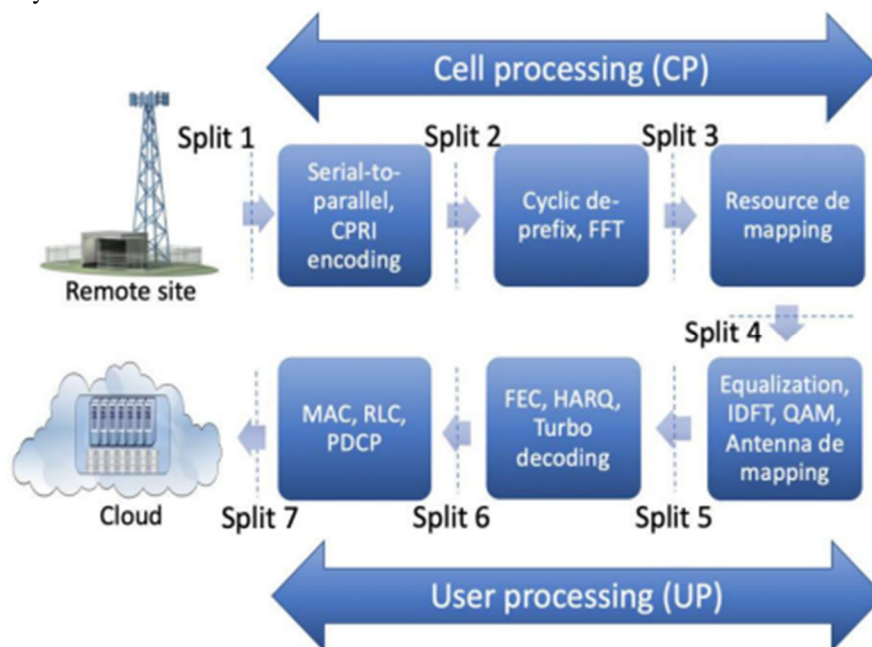 Cell processing (CP)
Split 1
Split 2
Split 3
Serial-to-
parallel,
CPRI
encoding
Cyclic de-
prefix, FFT
Resource de
mapping
Remote site
Split 4
Equalization,
IDFT, QAM,
Antenna de
mapping
FEC, HARQ,
Turbo
decoding
MAC, RLC,
PDCP
Cloud
Split 7
Split 6
Split 5
User processing (UP)